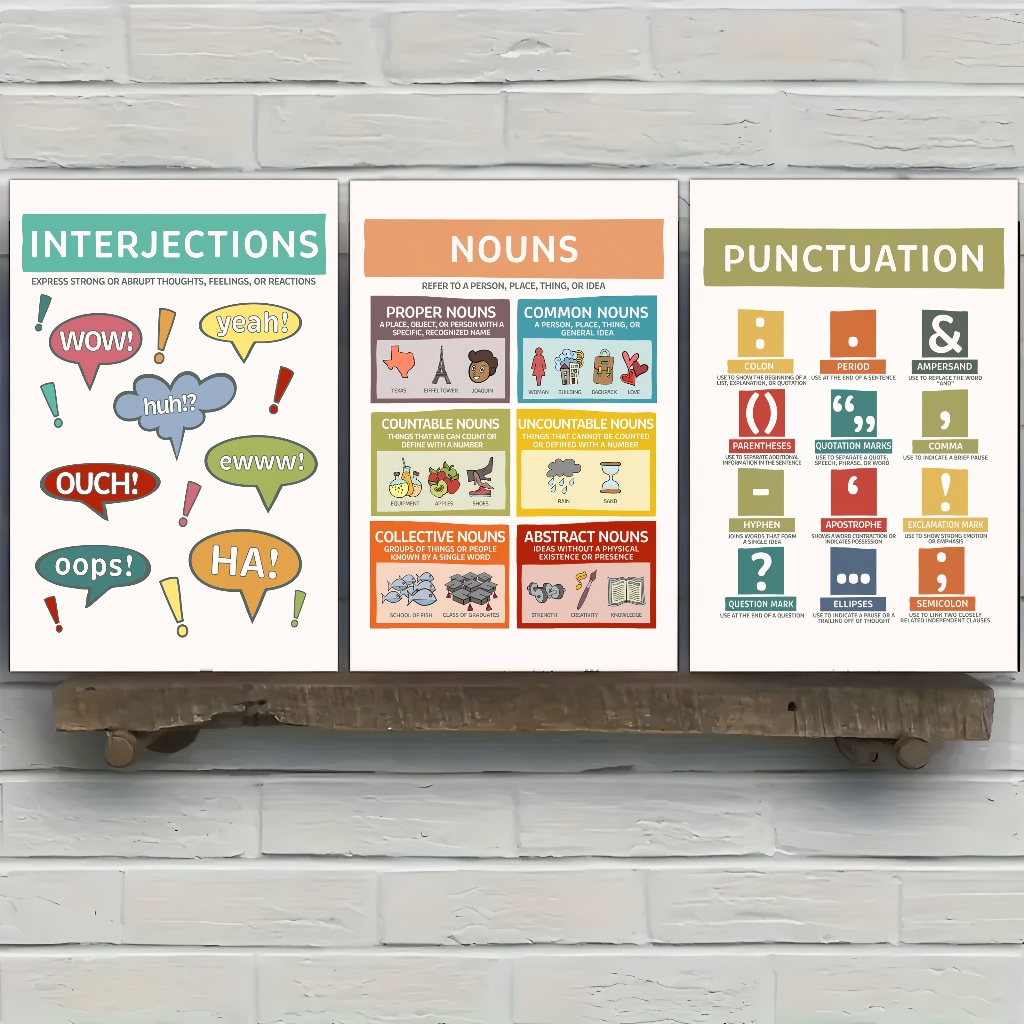 INTERJECTIONS
EXPRESS STRONG OR ABRUPT THOUGHTS, FEELINGS, OR REACTIONS
WOW!
yeah!
huh!?
ewww!
OUCH!
oops!
HA!
NOUNS
REFER TO A PERSON, PLACE, THING, OR IDEA
PROPER NOUNS
A PLACE, OBJECT, OR PERSON WITH A
SPECIFIC, RECOGNIZED NAME
TEXAS
EIFFEL TOWER
JOAQUIN
COMMON NOUNS
A PERSON, PLACE, THING, OR
GENERAL IDEA
WOMAN
BUILDING
BACKPACK
LOVE
COUNTABLE NOUNS
THINGS THAT WE CAN COUNT OR
DEFINE WITH A NUMBER
EQUIPMENT
APPLES
SHOES
UNCOUNTABLE NOUNS
THINGS THAT CANNOT BE COUNTED
OR DEFINED WITH A NUMBER
RAIN
SAND
COLLECTIVE NOUNS
GROUPS OF THINGS OR PEOPLE
KNOWN BY A SINGLE WORD
SCHOOL OF FISH
CLASS OF GRADUATES
ABSTRACT NOUNS
IDEAS WITHOUT A PHYSICAL
EXISTENCE OR PRESENCE
STRENGTH
CREATIVITY
KNOWLEDGE
PUNCTUATION
:
COLON
USE TO SHOW THE BEGINNING OF A
LIST, EXPLANATION, OR QUOTATION
.
PERIOD
USE AT THE END OF A SENTENCE
&
AMPERSAND
USE TO REPLACE THE WORD
"AND"
()
PARENTHESES
USE TO SEPARATE ADDITIONAL
INFORMATION IN THE SENTENCE
“„
QUOTATION MARKS
USE TO SEPARATE A QUOTE,
SPEECH, PHRASE, OR WORD
,
COMMA
USE TO INDICATE A BRIEF PAUSE
-
HYPHEN
JOINS WORDS THAT FORM
A SINGLE IDEA
‘
APOSTROPHE
SHOWS A WORD CONTRACTION OR
INDICATES POSSESSION
!
EXCLAMATION MARK
USE TO SHOW STRONG EMOTION
OR EMPHASIS
?
QUESTION MARK
USE AT THE END OF A QUESTION
...
ELLIPSES
USE TO INDICATE A PAUSE OR A
TRAILING OFF OF THOUGHT
;
SEMICOLON
USE TO LINK TWO CLOSELY
RELATED INDEPENDENT CLAUSES